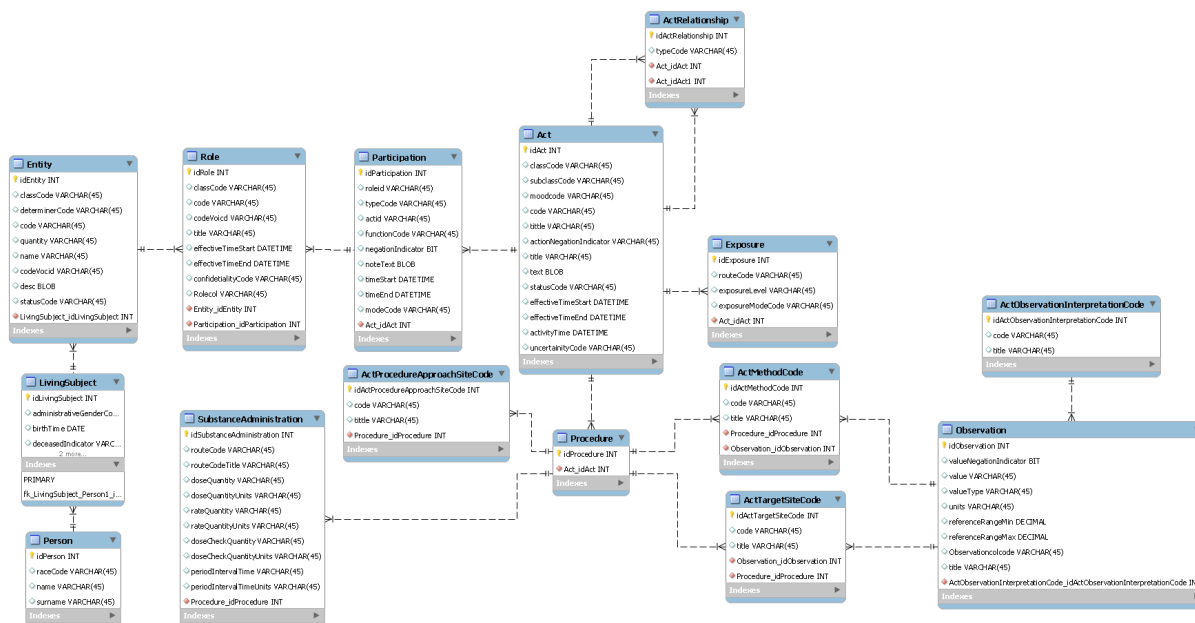 ActRelationship
idActRelationship INT
typeCode VARCHAR(45)
Act_idAct INT
Act_idAct1 INT
Indexes
Act
idAct INT
classCode VARCHAR(45)
subclassCode VARCHAR(45)
moodcode VARCHAR(45)
code VARCHAR(45)
tittle VARCHAR(45)
actionNegationIndicator VARCHAR(45)
title VARCHAR(45)
text BLOB
statusCode VARCHAR(45)
effectiveTimeStart DATETIME
effectiveTimeEnd DATETIME
activityTime DATETIME
uncertainityCode VARCHAR(45)
Indexes
Entity
idEntity INT
classCode VARCHAR(45)
determinerCode VARCHAR(45)
code VARCHAR(45)
quantity VARCHAR(45)
name VARCHAR(45)
codeVocid VARCHAR(45)
desc BLOB
statusCode VARCHAR(45)
LivingSubject_idLivingSubject INT
Indexes
Role
idRole INT
classCode VARCHAR(45)
code VARCHAR(45)
codeVoicd VARCHAR(45)
title VARCHAR(45)
effectiveTimeStart DATETIME
effectiveTimeEnd DATETIME
confidetialityCode VARCHAR(45)
Rolecol VARCHAR(45)
Entity_idEntity INT
Participation_idParticipation INT
Indexes
Participation
idParticipation INT
roleid VARCHAR(45)
typeCode VARCHAR(45)
actid VARCHAR(45)
functionCode VARCHAR(45)
negationIndicator BIT
noteText BLOB
timeStart DATETIME
timeEnd DATETIME
modeCode VARCHAR(45)
Act_idAct INT
Indexes
Exposure
idExposure INT
routeCode VARCHAR(45)
exposureLevel VARCHAR(45)
exposureModeCode VARCHAR(45)
Act_idAct INT
Indexes
ActObservationInterpretationCode
idActObservationInterpretationCode INT
code VARCHAR(45)
title VARCHAR(45)
Indexes
LivingSubject
idLivingSubject INT
administrativeGenderCo...
birthTime DATE
deceasedIndicator VARC...
2 more...
Indexes
PRIMARY
fk_LivingSubject_Person1_i...
ActProcedureApproachSiteCode
idActProcedureApproachSiteCode INT
code VARCHAR(45)
tittle VARCHAR(45)
Procedure_idProcedure INT
Indexes
ActMethodCode
idActMethodCode INT
code VARCHAR(45)
title VARCHAR(45)
Procedure_idProcedure INT
Observation_idObservation INT
Indexes
SubstanceAdministration
idSubstanceAdministration INT
routeCode VARCHAR(45)
routeCodeTitle VARCHAR(45)
doseQuantity VARCHAR(45)
doseQuantityUnits VARCHAR(45)
rateQuantity VARCHAR(45)
rateQuantityUnits VARCHAR(45)
doseCheckQuantity VARCHAR(45)
doseCheckQuantityUnits VARCHAR(45)
periodIntervalTime VARCHAR(45)
periodIntervalTimeUnits VARCHAR(45)
Procedure_idProcedure INT
Indexes
Procedure
idProcedure INT
Act_idAct INT
Indexes
Observation
idObservation INT
valueNegationIndicator BIT
value VARCHAR(45)
valueType VARCHAR(45)
units VARCHAR(45)
referenceRangeMin DECIMAL
referenceRangeMax DECIMAL
Observationcolcode VARCHAR(45)
title VARCHAR(45)
ActObservationInterpretationCode_idActObservationInterpretationCode IN
Indexes
ActTargetSiteCode
idActTargetSiteCode INT
code VARCHAR(45)
title VARCHAR(45)
Observation_idObservation INT
Procedure_idProcedure INT
Indexes
Person
idPerson INT
raceCode VARCHAR(45)
name VARCHAR(45)
surname VARCHAR(45)
Indexes